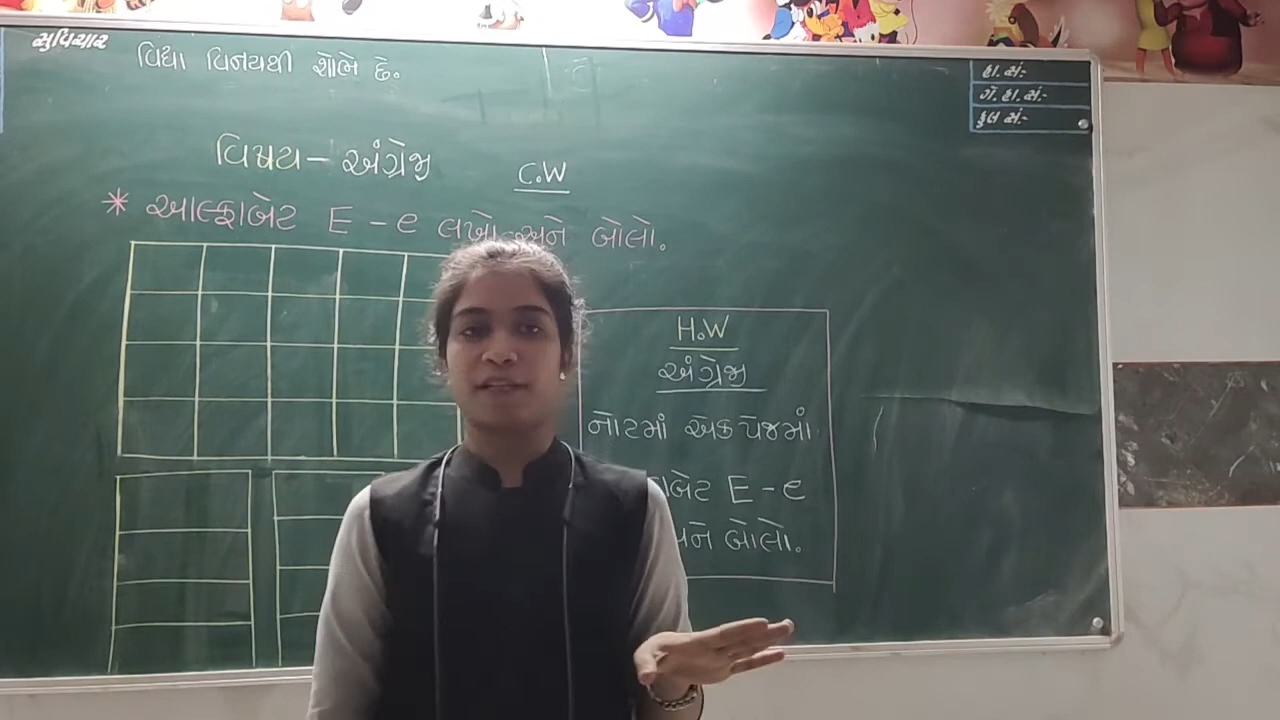 સુવિચાર
વિદ્યા વિનયથી શોભે છે.
હા. સં:-
ગે. હા. સં:-
કુલ સં:-
વિષય - અંગ્રેજી
C.W
* આલ્ફાબેટ E - e લખો અને બોલો.
H.W
અંગ્રેજી
નોટમાં એક પેજમાં
E - e
બોલો.